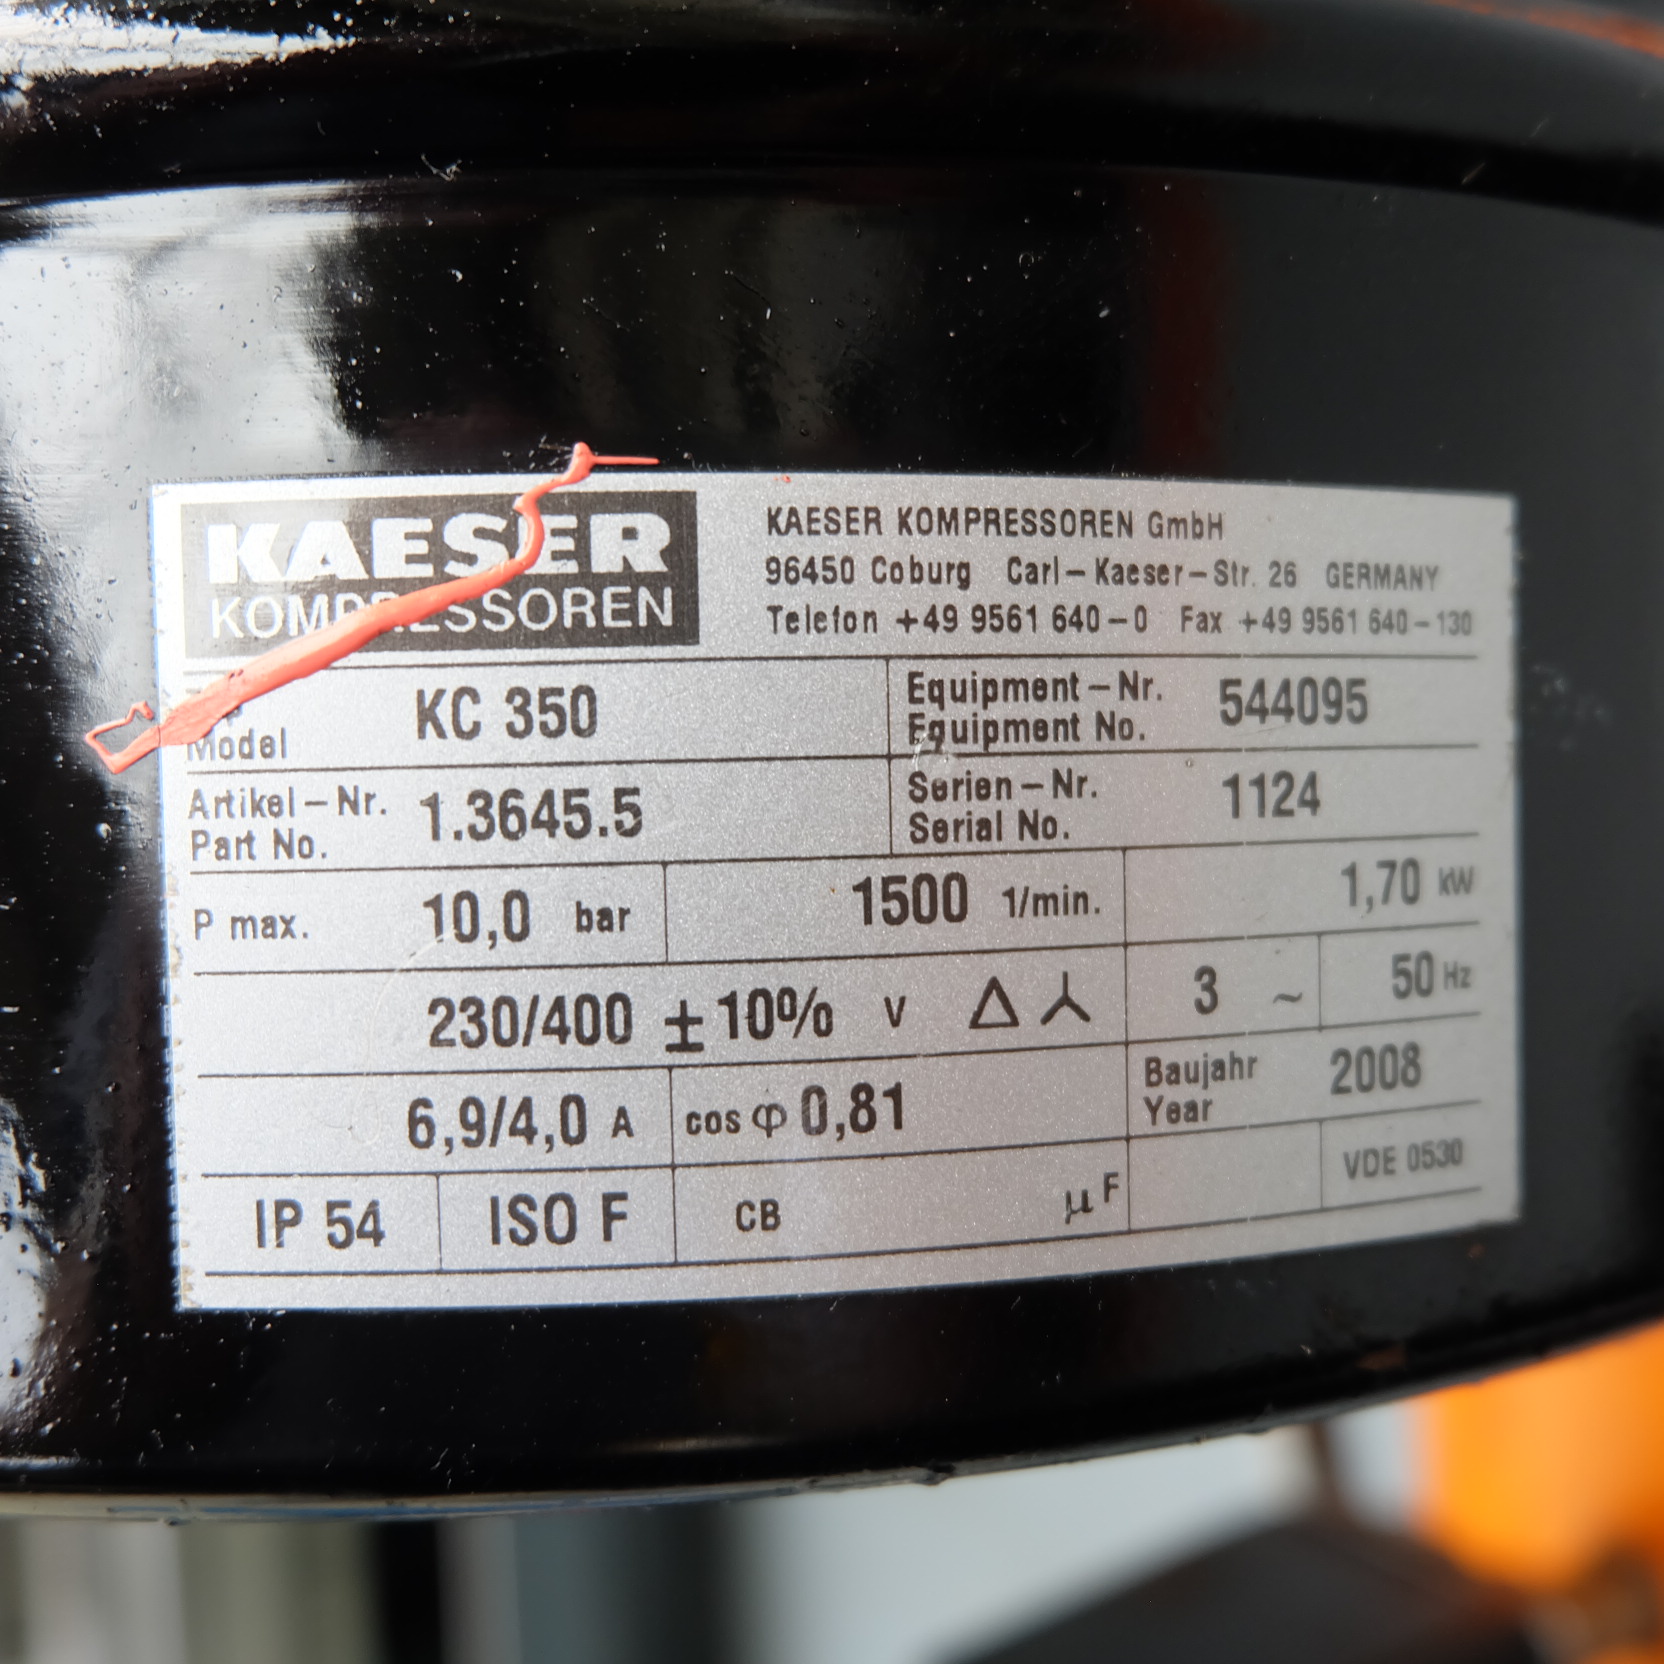 KAESER
KOMPRESSOREN
KAESER KOMPRESSOREN GmbH
96450 Coburg Carl-Kaeser-Str. 26 GERMANY
Telefon +49 9561 640-0 Fax +49 9561 640-130
Model KC 350
Equipment-Nr.
Equipment No. 544095
Artikel-Nr.
Part No. 1.3645.5
Serien-Nr.
Serial No. 1124
P max. 10,0 bar 1500 1/min. 1,70 kW
230/400 ±10% V Δ ⅄ 3 ~ 50 Hz
6,9/4,0 A cos φ 0,81
Baujahr
Year 2008
IP 54 ISO F CB µF VDE 0530